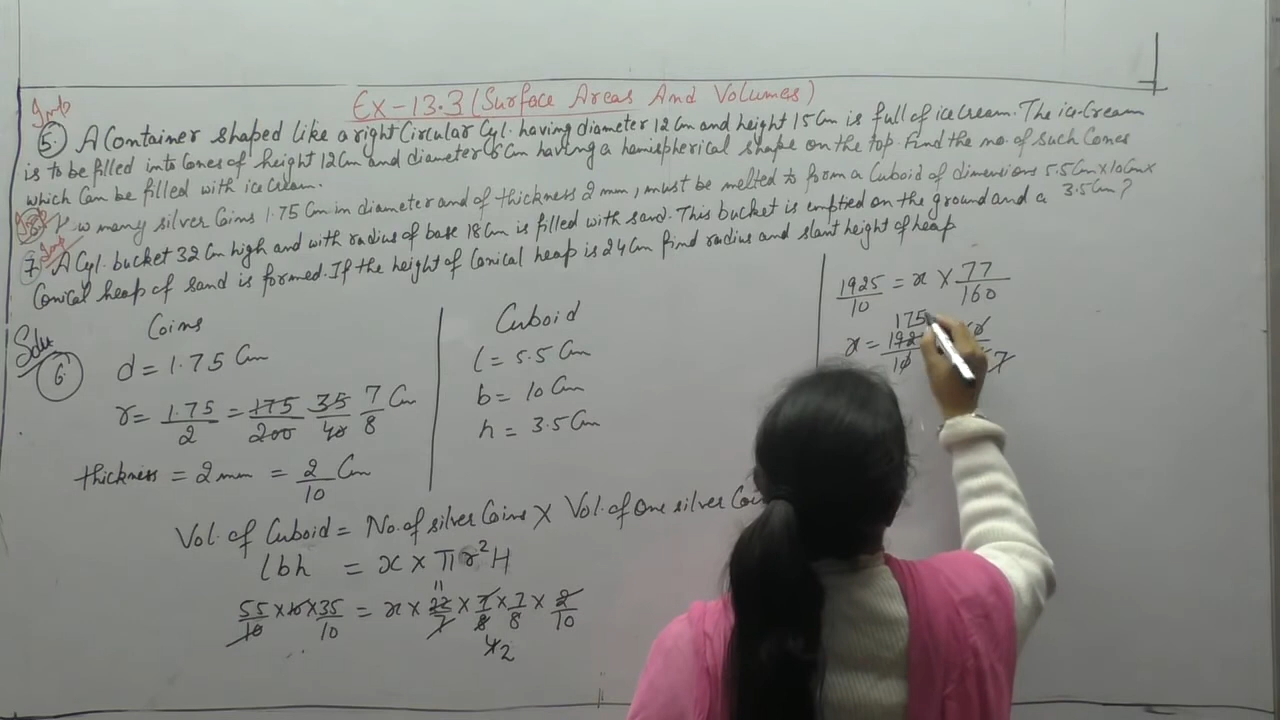 Ex-13.3 (Surface Areas And Volumes)
Imp
5. A Container shaped like a right Circular Cyl. having diameter 12 Cm and height 15 Cm is full of ice cream. The ice-Cream
is to be filled into Cones of height 12 Cm and diameter 6 Cm having a hemispherical shape on the top. Find the no. of such Cones
which Can be filled with ice cream.
many silver Coins 1.75 Cm in diameter and of thickness 2 mm, must be melted to form a Cuboid of dimensions 5.5 Cm × 10 Cm ×
3.5 Cm?
Imp
7. A Cyl. bucket 32 Cm high and with radius of base 18 Cm is filled with sand. This bucket is emptied on the ground and a
Conical heap of sand is formed. If the height of Conical heap is 24 Cm find radius and slant height of heap
Solu
6. Coins
d = 1.75 Cm
r = 1.75/2 = 175/200 35/40 7/8 Cm
thickness = 2 mm = 2/10 Cm
Cuboid
l = 5.5 Cm
b = 10 Cm
h = 3.5 Cm
Vol. of Cuboid = No. of silver Coins × Vol. of One silver
lbh = x × π r² H
55/10 × 10 × 35/10 = x × 22/7 × 7/8 × 7/8 × 2/10
11
4 2
1925/10 = x × 77/160
175
x =